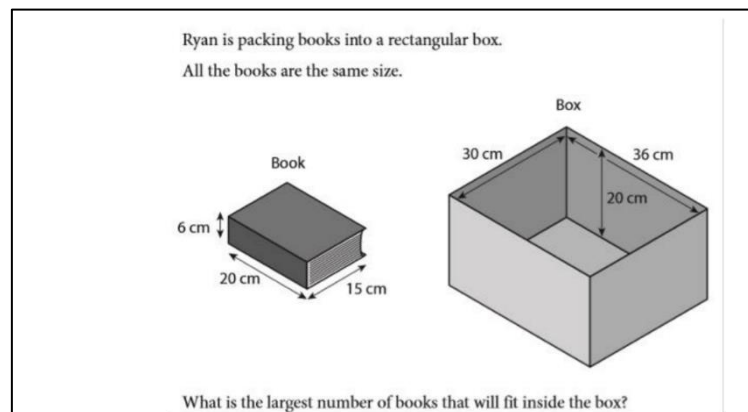 Ryan is packing books into a rectangular box.
All the books are the same size.
Box
30 cm
36 cm
Book
20 cm
6 cm
20 cm
15 cm
What is the largest number of books that will fit inside the box?